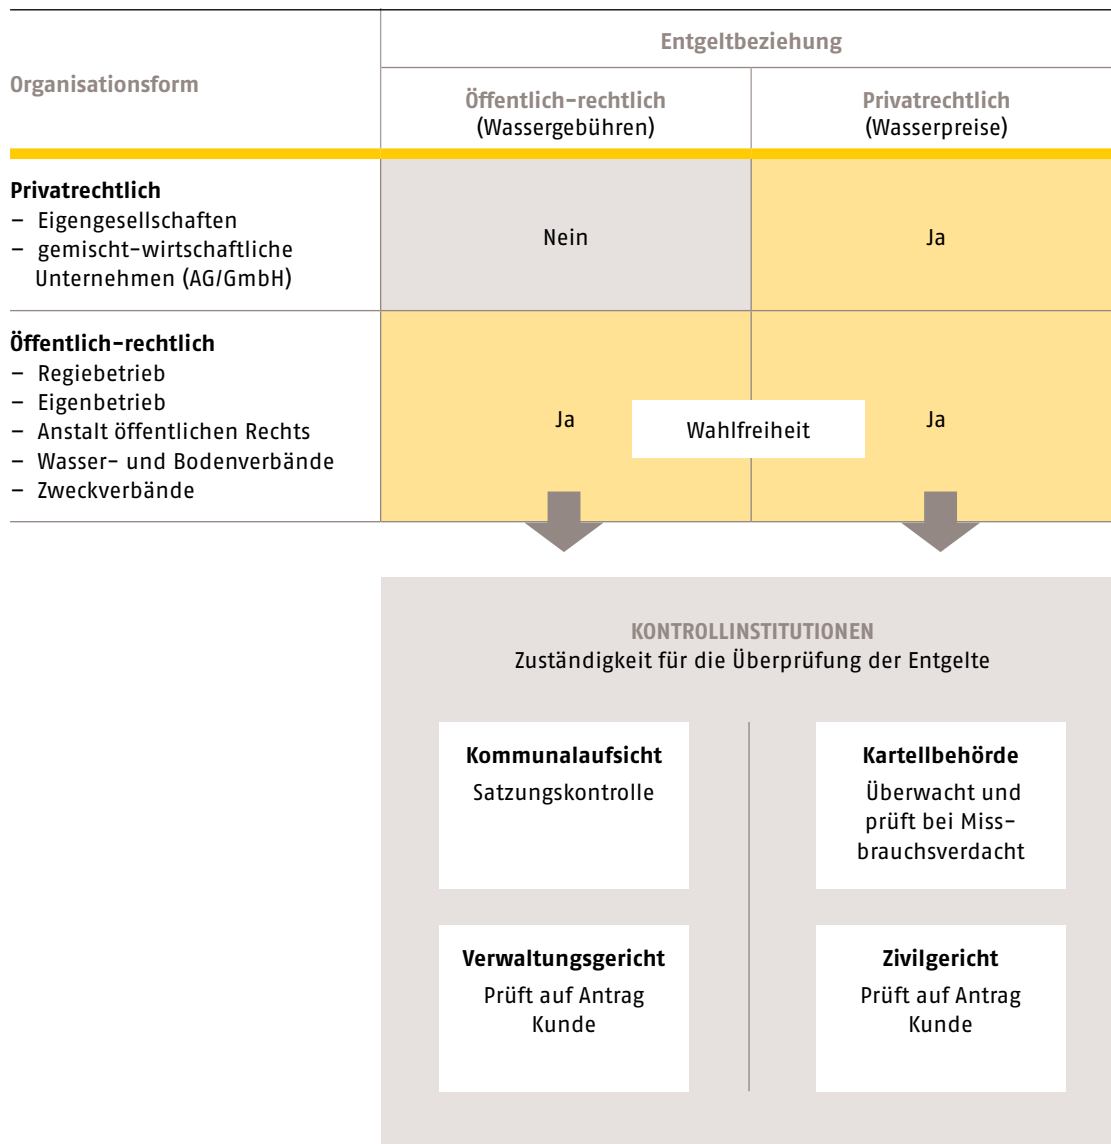 Organisationsform
Entgeltbeziehung
Öffentlich-rechtlich
(Wassergebühren)
Privatrechtlich
(Wasserpreise)
Privatrechtlich
– Eigengesellschaften
– gemischt-wirtschaftliche
Unternehmen (AG/GmbH)
Nein
Ja
Öffentlich-rechtlich
– Regiebetrieb
– Eigenbetrieb
– Anstalt öffentlichen Rechts
– Wasser- und Bodenverbände
– Zweckverbände
Ja
Wahlfreiheit
Ja
KONTROLLINSTITUTIONEN
Zuständigkeit für die Überprüfung der Entgelte
Kommunalaufsicht
Satzungskontrolle
Kartellbehörde
Überwacht und
prüft bei Miss-
brauchsverdacht
Verwaltungsgericht
Prüft auf Antrag
Kunde
Zivilgericht
Prüft auf Antrag
Kunde